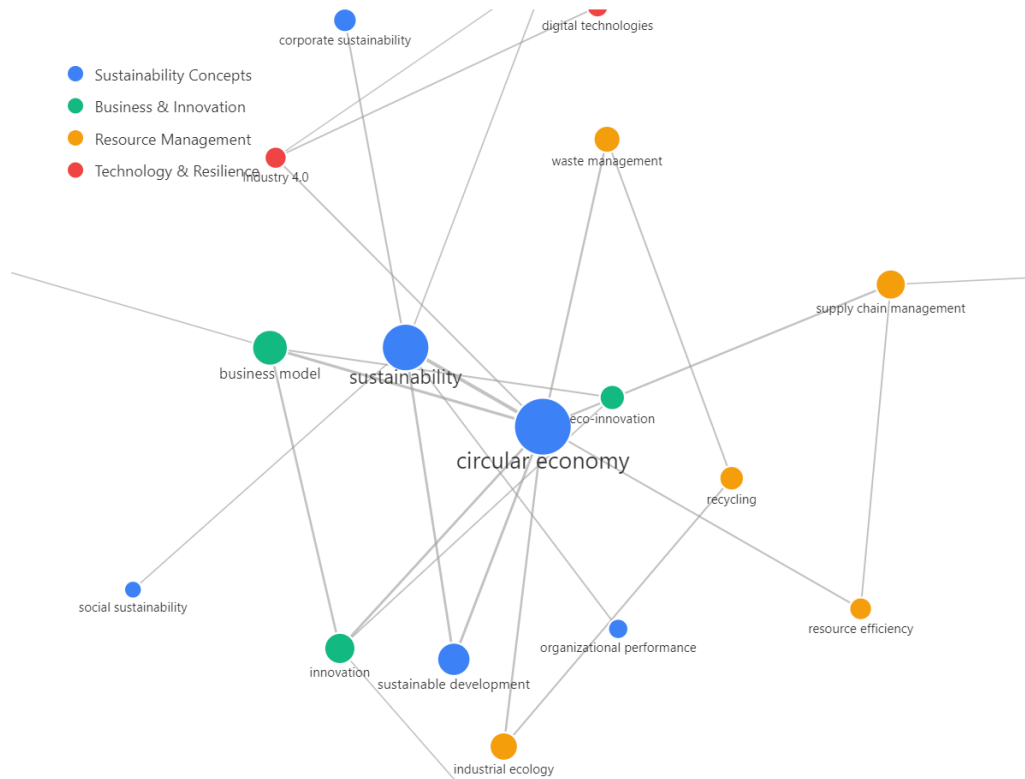 digital technologies
corporate sustainability
Sustainability Concepts
Business & Innovation
Resource Management
waste management
Technology & Resilience
industry 4.0
supply chain management
business model
sustainability
eco-innovation
circular economy
recycling
social sustainability
resource efficiency
organizational performance
innovation
sustainable development
industrial ecology